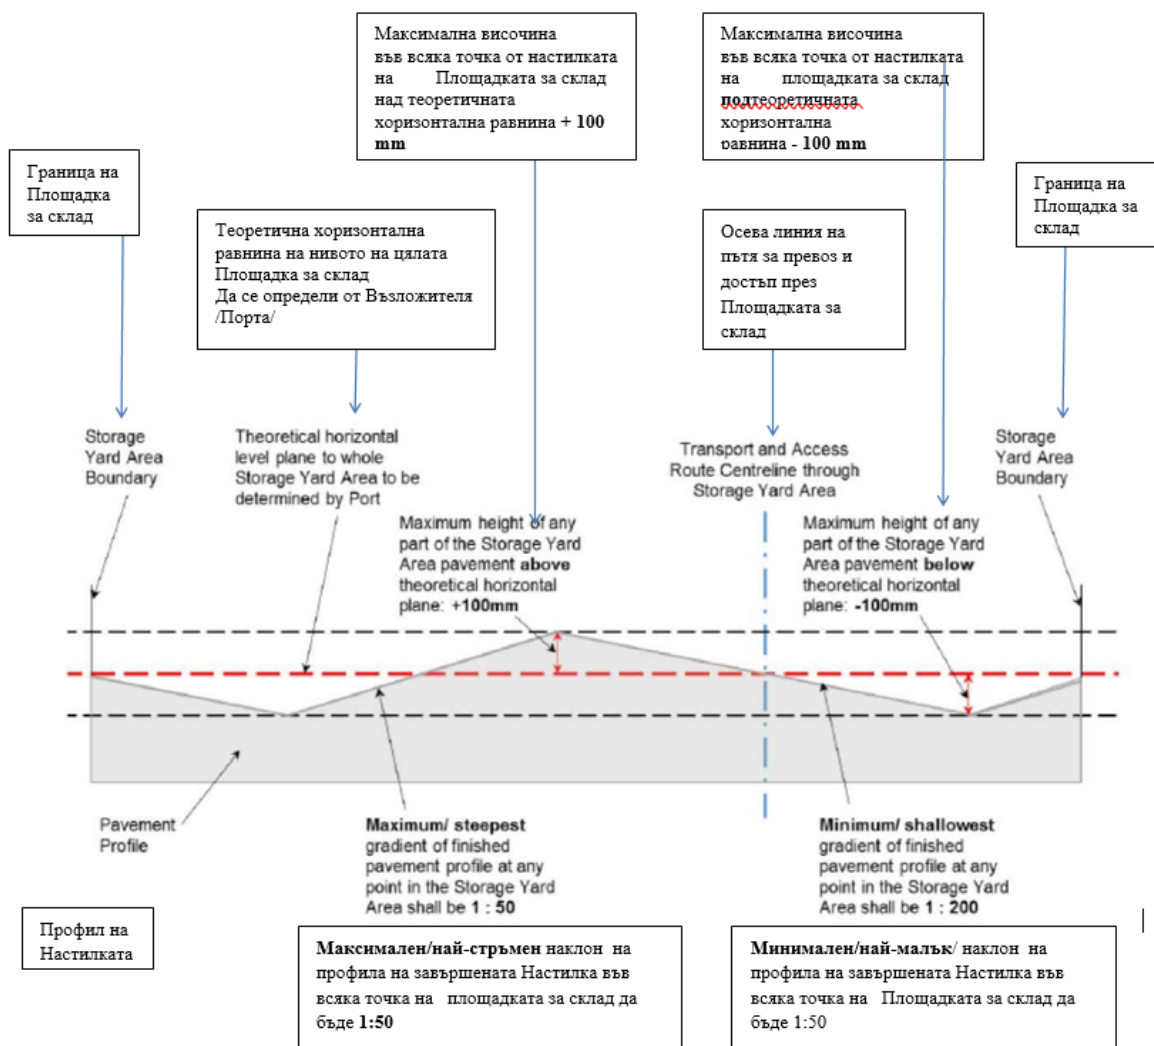 Максимална височина
във всяка точка от настилката
на Площадката за склад
над теоретичната
хоризонтална равнина + 100
mm
Максимална височина
във всяка точка от настилката
на площадката за склад
подтеоретичната
хоризонтална
равнина - 100 mm
Граница на
Площадка
за склад
Теоретична хоризонтална
равнина на нивото на цялата
Площадка за склад
Да се определи от Възложителя
/Порта/
Осева линия на
пътя за превоз и
достъп през
Площадката за
склад
Граница на
Площадка за
склад
Storage
Yard Area
Boundary
Theoretical horizontal
level plane to whole
Storage Yard Area to be
determined by Port
Transport and Access
Route Centreline through
Storage Yard Area
Storage
Yard Area
Boundary
Maximum height of any
part of the Storage Yard
Area pavement above
theoretical horizontal
plane: +100mm
Maximum height of any
part of the Storage Yard
Area pavement below
theoretical horizontal
plane: -100mm
Pavement
Profile
Maximum/ steepest
gradient of finished
pavement profile at any
point in the Storage Yard
Area shall be 1 : 50
Minimum/ shallowest
gradient of finished
pavement profile at any
point in the Storage Yard
Area shall be 1 : 200
Профил на
Настилката
Максимален/най-стръмен наклон на
профила на завършената Настилка във
всяка точка на площадката за склад да
бъде 1:50
Минимален/най-малък/ наклон на
профила на завършената Настилка във
всяка точка на Площадката за склад да
бъде 1:50